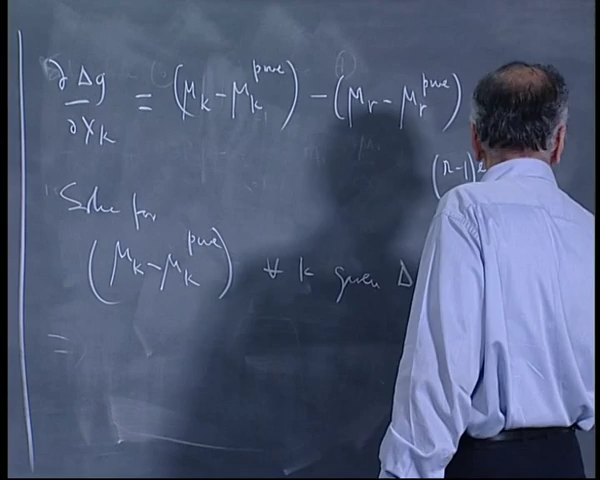 ∂Δg/∂x_k = (μ_k − μ_k^pure) − (μ_r − μ_r^pure)
(r-1) e
Solve for
(μ_k − μ_k^pure) ∀ k given Δ
=